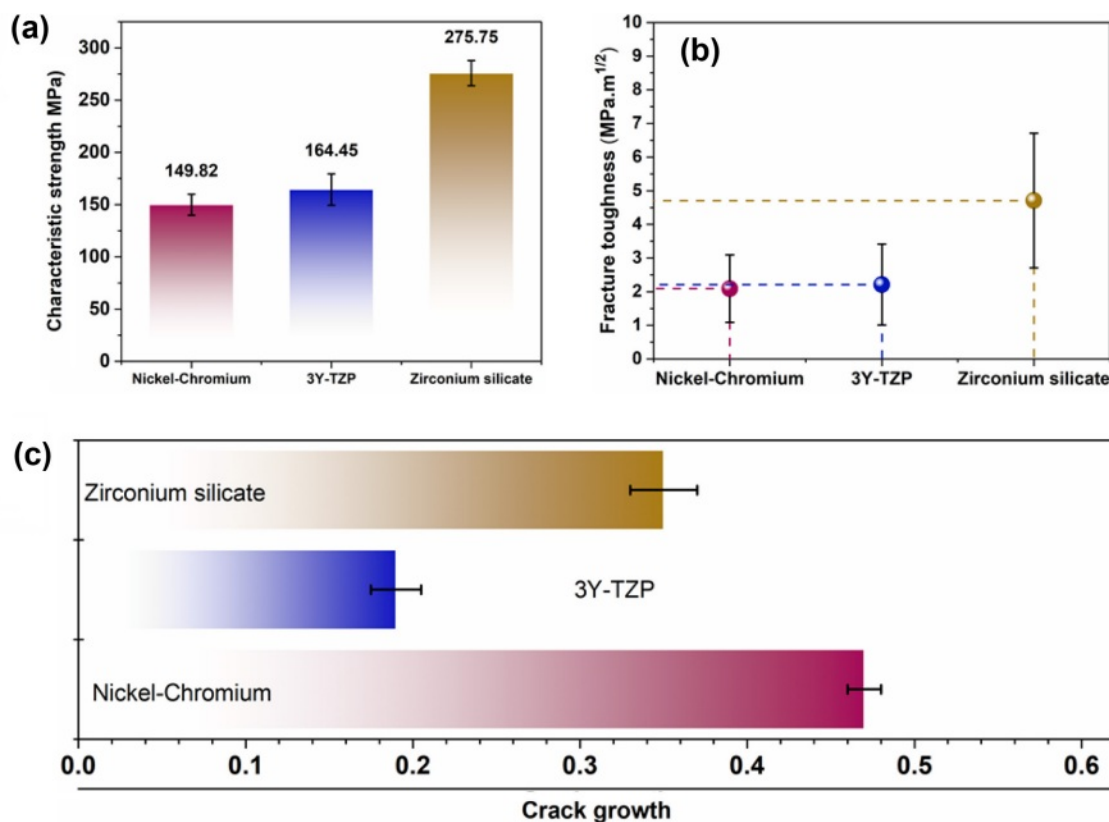 (a)
Characteristic strength MPa
300
250
200
150
100
50
0
149.82
164.45
275.75
Nickel-Chromium
3Y-TZP
Zirconium silicate
(b)
Fracture toughness (MPa.m1/2)
10
9
8
7
6
5
4
3
2
1
0
Nickel-Chromium
3Y-TZP
Zirconium silicate
(c)
Zirconium silicate
3Y-TZP
Nickel-Chromium
0.0 0.1 0.2 0.3 0.4 0.5 0.6
Crack growth